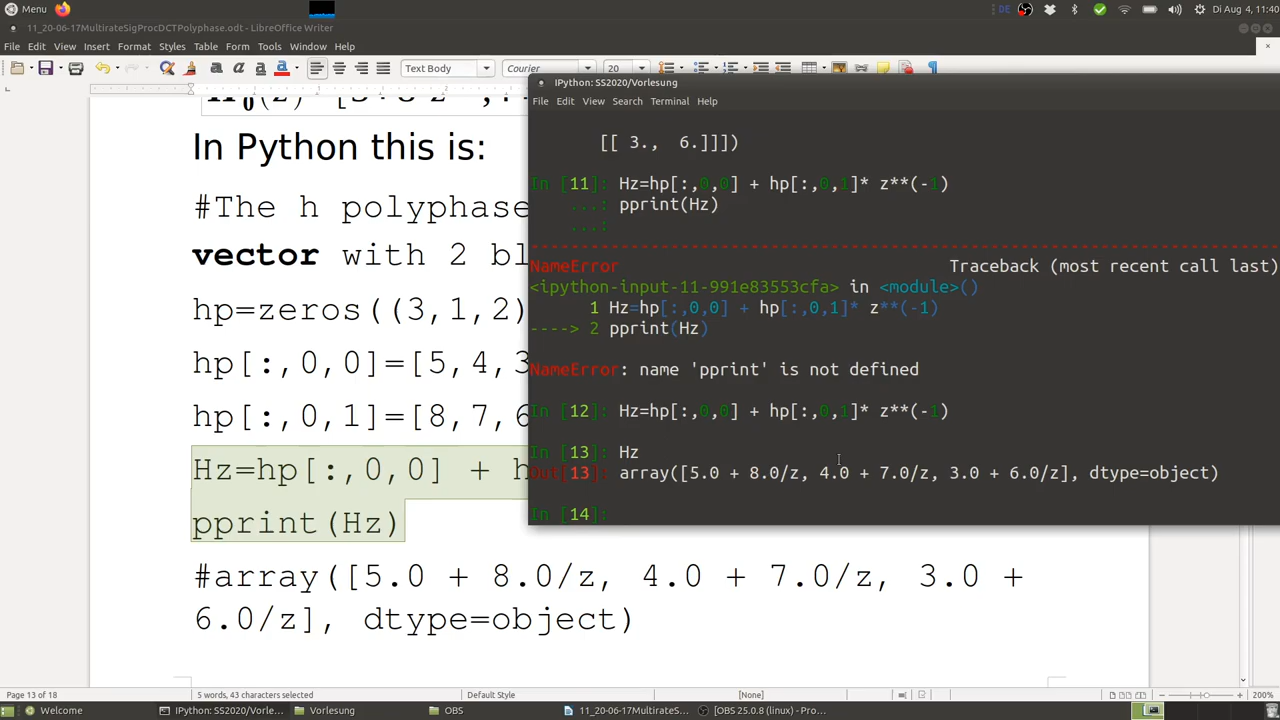 Menu
DE
Di Aug 4, 11:40
11_20-06-17MultirateSigProcDCTPolyphase.odt - LibreOffice Writer
File Edit View Insert Format Styles Table Form Tools Window Help
Text Body Courier 20
IPython: SS2020/Vorlesung
File Edit View Search Terminal Help
In Python this is:
#The h polyphase
vector with 2 bl
hp=zeros((3,1,2)
hp[:,0,0]=[5,4,3
hp[:,0,1]=[8,7,6
Hz=hp[:,0,0] + h
pprint(Hz)
#array([5.0 + 8.0/z, 4.0 + 7.0/z, 3.0 +
6.0/z], dtype=object)
[[ 3., 6.]]])
In [11]: Hz=hp[:,0,0] + hp[:,0,1]* z**(-1)
...: pprint(Hz)
...:
---------------------------------------------------------------------------
NameError Traceback (most recent call last)
<ipython-input-11-991e83553cfa> in <module>()
1 Hz=hp[:,0,0] + hp[:,0,1]* z**(-1)
----> 2 pprint(Hz)
NameError: name 'pprint' is not defined
In [12]: Hz=hp[:,0,0] + hp[:,0,1]* z**(-1)
In [13]: Hz
Out[13]: array([5.0 + 8.0/z, 4.0 + 7.0/z, 3.0 + 6.0/z], dtype=object)
In [14]:
Page 13 of 18 5 words, 43 characters selected Default Style [None] 200%
Welcome IPython: SS2020/Vorle... Vorlesung OBS 11_20-06-17MultirateS... [OBS 25.0.8 (linux) - Pro...